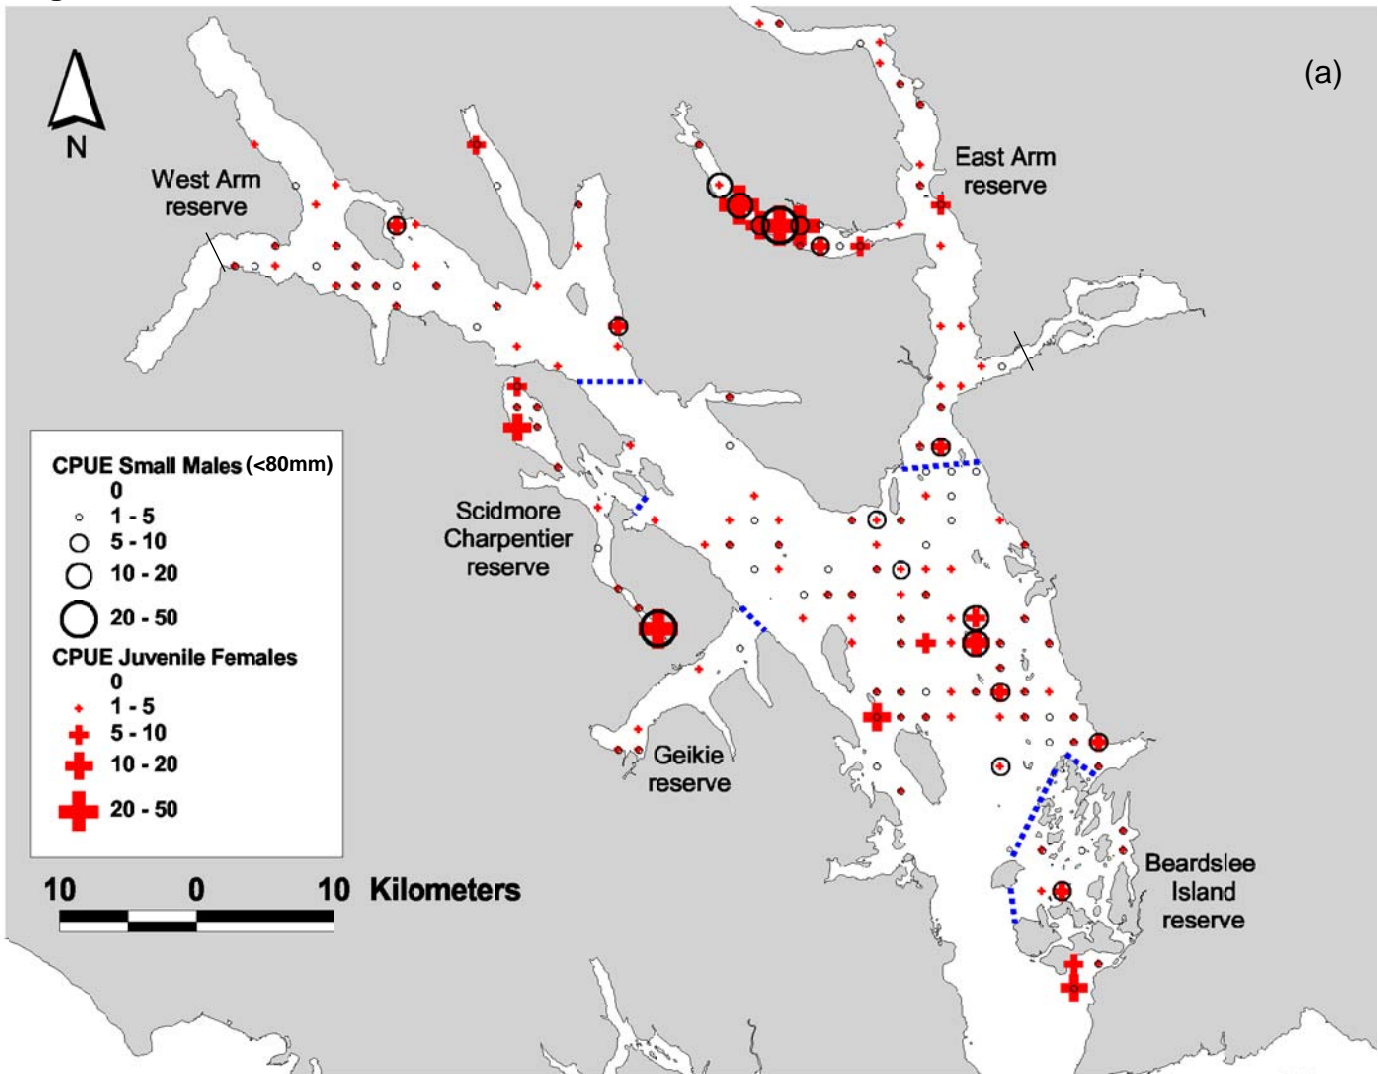 (a)
N
West Arm
reserve
East Arm
reserve
CPUE Small Males (<80mm)
0
1 - 5
5 - 10
10 - 20
20 - 50
CPUE Juvenile Females
0
1 - 5
5 - 10
10 - 20
20 - 50
Scidmore
Charpentier
reserve
Geikie
reserve
Beardslee
Island
reserve
10 0 10 Kilometers